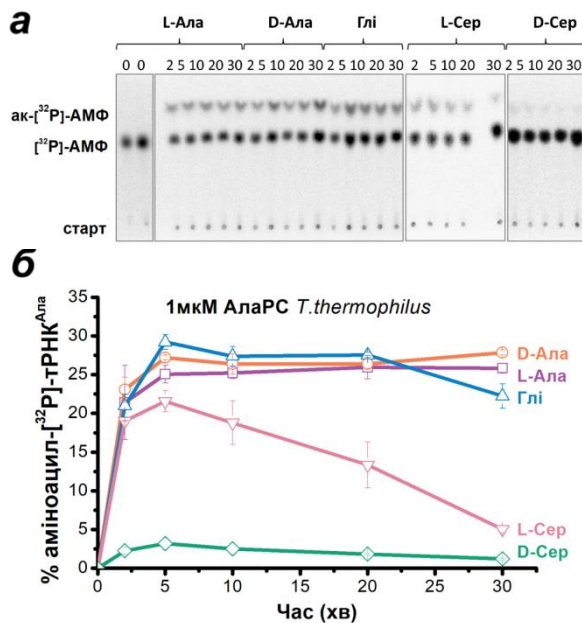 а
L-Ала D-Ала Глі L-Сер D-Сер
0 0 2 5 10 20 30 2 5 10 20 30 2 5 10 20 30 2 5 10 20 30 2 5 10 30
ак-[³²P]-АМФ
[³²P]-АМФ
старт
б
% аміноацил-[³²P]-тРНКᴬла
35
30
25
20
15
10
5
0
1мкМ АлаРС T.thermophilus
D-Ала
L-Ала
Глі
L-Сер
D-Сер
0 5 10 15 20 25 30
Час (хв)